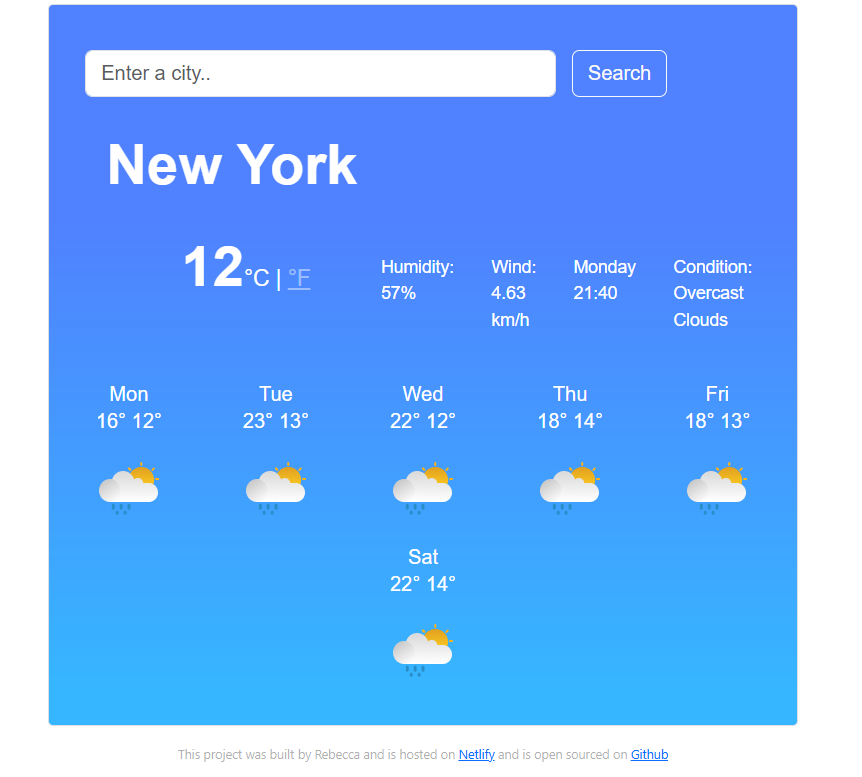 Enter a city..
Search
New York
12°C | °F
Humidity:
57%
Wind:
4.63
km/h
Monday
21:40
Condition:
Overcast
Clouds
Mon
16° 12°
Tue
23° 13°
Wed
22° 12°
Thu
18° 14°
Fri
18° 13°
Sat
22° 14°
This project was built by Rebecca and is hosted on Netlify and is open sourced on Github